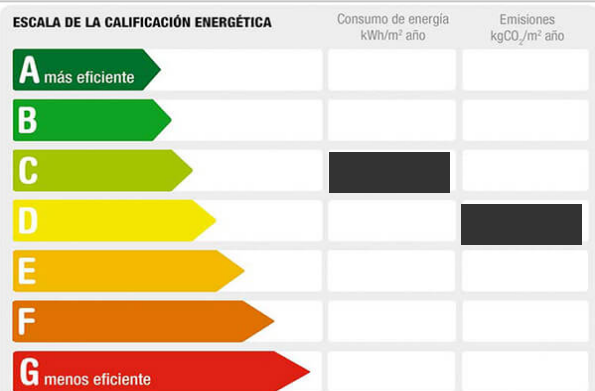 ESCALA DE LA CALIFICACIÓN ENERGÉTICA
Consumo de energía
kWh/m² año
Emisiones
kgCO₂/m² año
A más eficiente
B
C
D
E
F
G menos eficiente